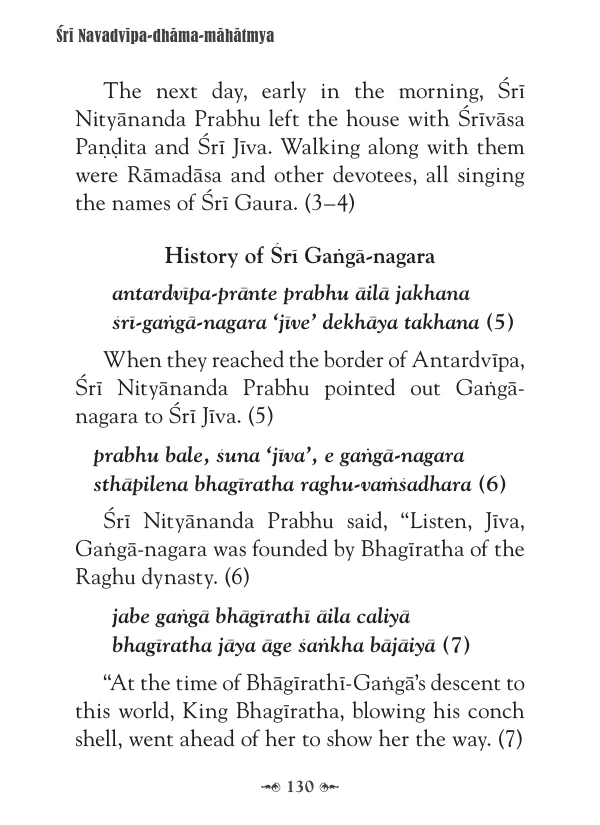 Śrī Navadvīpa-dhāma-māhātmya
The next day, early in the morning, Śrī
Nityānanda Prabhu left the house with Śrīvāsa
Paṇḍita and Śrī Jīva. Walking along with them
were Rāmadāsa and other devotees, all singing
the names of Śrī Gaura. (3–4)
History of Śrī Gaṅgā-nagara
antardvīpa-prānte prabhu āilā jakhana
śrī-gaṅgā-nagara ‘jīve’ dekhāya takhana (5)
When they reached the border of Antardvīpa,
Śrī Nityānanda Prabhu pointed out Gaṅgā-
nagara to Śrī Jīva. (5)
prabhu bale, śuna ‘jīva’, e gaṅgā-nagara
sthāpilena bhagīratha raghu-vaṁśadhara (6)
Śrī Nityānanda Prabhu said, “Listen, Jīva,
Gaṅgā-nagara was founded by Bhagīratha of the
Raghu dynasty. (6)
jabe gaṅgā bhāgīrathī āila caliyā
bhagīratha jāya āge śaṅkha bājāiyā (7)
“At the time of Bhāgīrathī-Gaṅgā’s descent to
this world, King Bhagīratha, blowing his conch
shell, went ahead of her to show her the way. (7)
130